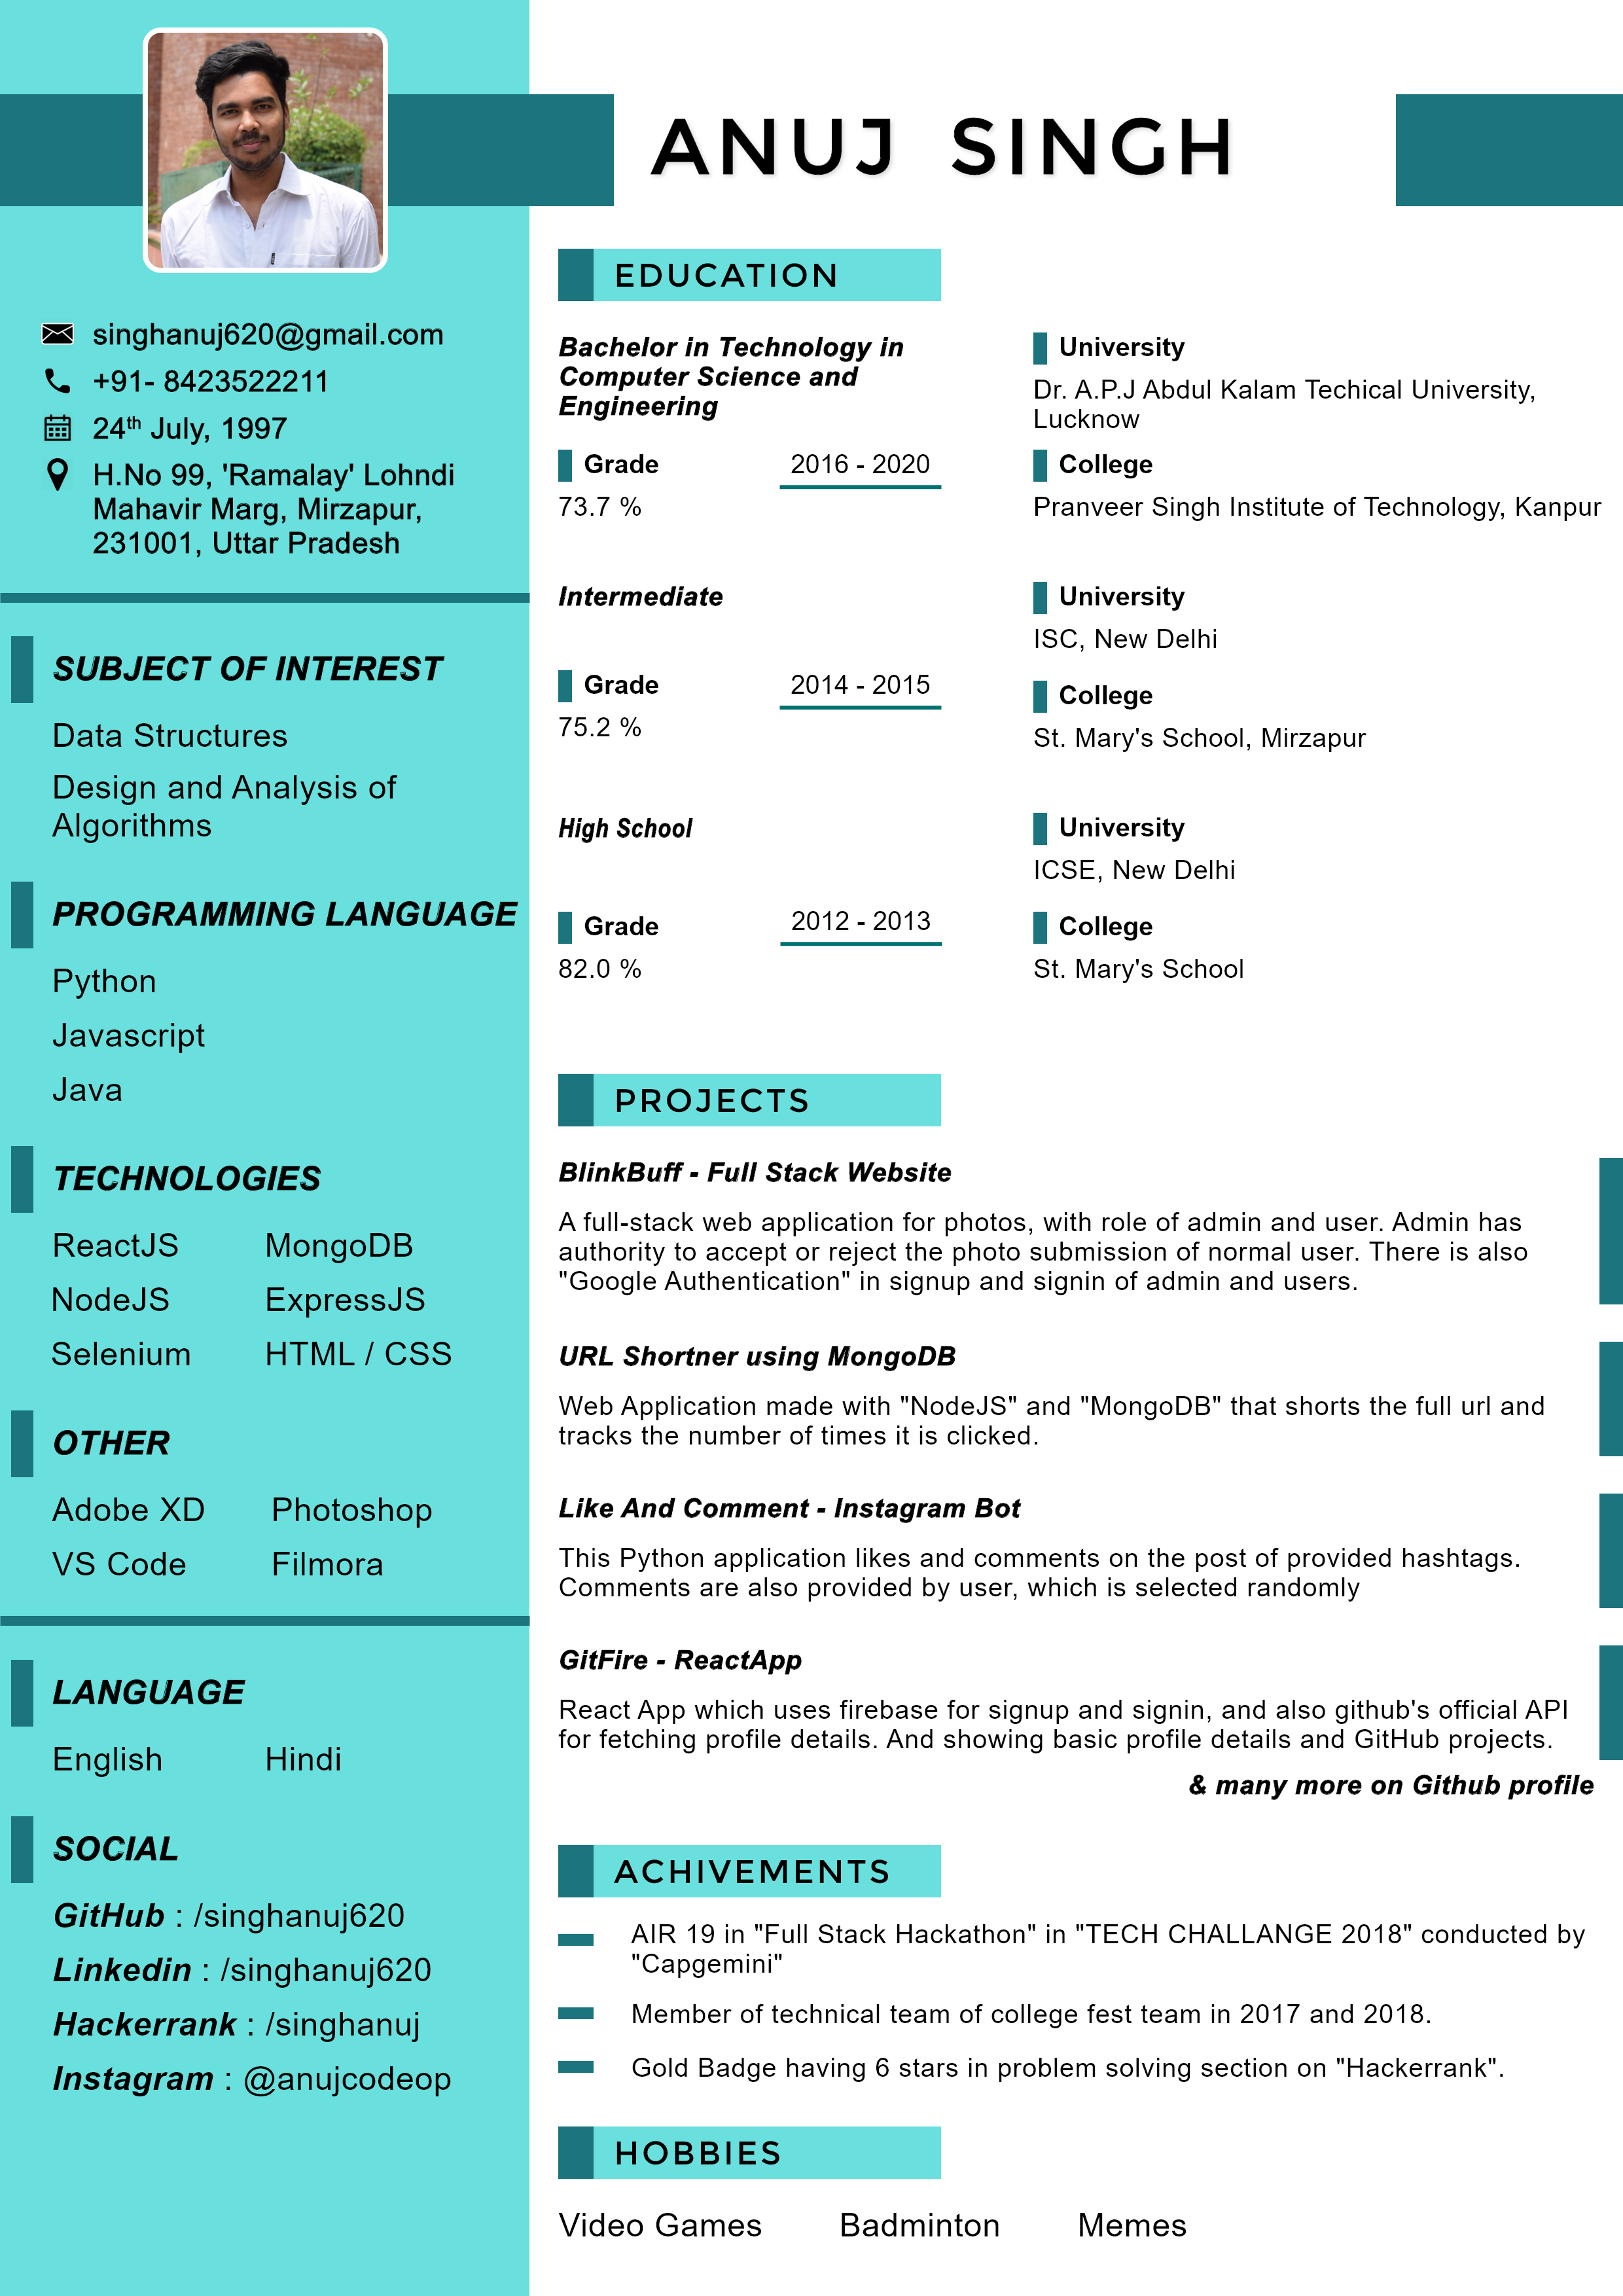 ANUJ SINGH
singhanuj620@gmail.com
+91- 8423522211
24th July, 1997
H.No 99, 'Ramalay' Lohndi
Mahavir Marg, Mirzapur,
231001, Uttar Pradesh
SUBJECT OF INTEREST
Data Structures
Design and Analysis of
Algorithms
PROGRAMMING LANGUAGE
Python
Javascript
Java
TECHNOLOGIES
ReactJS MongoDB
NodeJS ExpressJS
Selenium HTML / CSS
OTHER
Adobe XD Photoshop
VS Code Filmora
LANGUAGE
English Hindi
SOCIAL
GitHub : /singhanuj620
Linkedin : /singhanuj620
Hackerrank : /singhanuj
Instagram : @anujcodeop
EDUCATION
Bachelor in Technology in
Computer Science and
Engineering
Grade 2016 - 2020
73.7 %
University
Dr. A.P.J Abdul Kalam Techical University,
Lucknow
College
Pranveer Singh Institute of Technology, Kanpur
Intermediate
Grade 2014 - 2015
75.2 %
University
ISC, New Delhi
College
St. Mary's School, Mirzapur
High School
Grade 2012 - 2013
82.0 %
University
ICSE, New Delhi
College
St. Mary's School
PROJECTS
BlinkBuff - Full Stack Website
A full-stack web application for photos, with role of admin and user. Admin has
authority to accept or reject the photo submission of normal user. There is also
"Google Authentication" in signup and signin of admin and users.
URL Shortner using MongoDB
Web Application made with "NodeJS" and "MongoDB" that shorts the full url and
tracks the number of times it is clicked.
Like And Comment - Instagram Bot
This Python application likes and comments on the post of provided hashtags.
Comments are also provided by user, which is selected randomly
GitFire - ReactApp
React App which uses firebase for signup and signin, and also github's official API
for fetching profile details. And showing basic profile details and GitHub projects.
& many more on Github profile
ACHIVEMENTS
AIR 19 in "Full Stack Hackathon" in "TECH CHALLANGE 2018" conducted by
"Capgemini"
Member of technical team of college fest team in 2017 and 2018.
Gold Badge having 6 stars in problem solving section on "Hackerrank".
HOBBIES
Video Games Badminton Memes